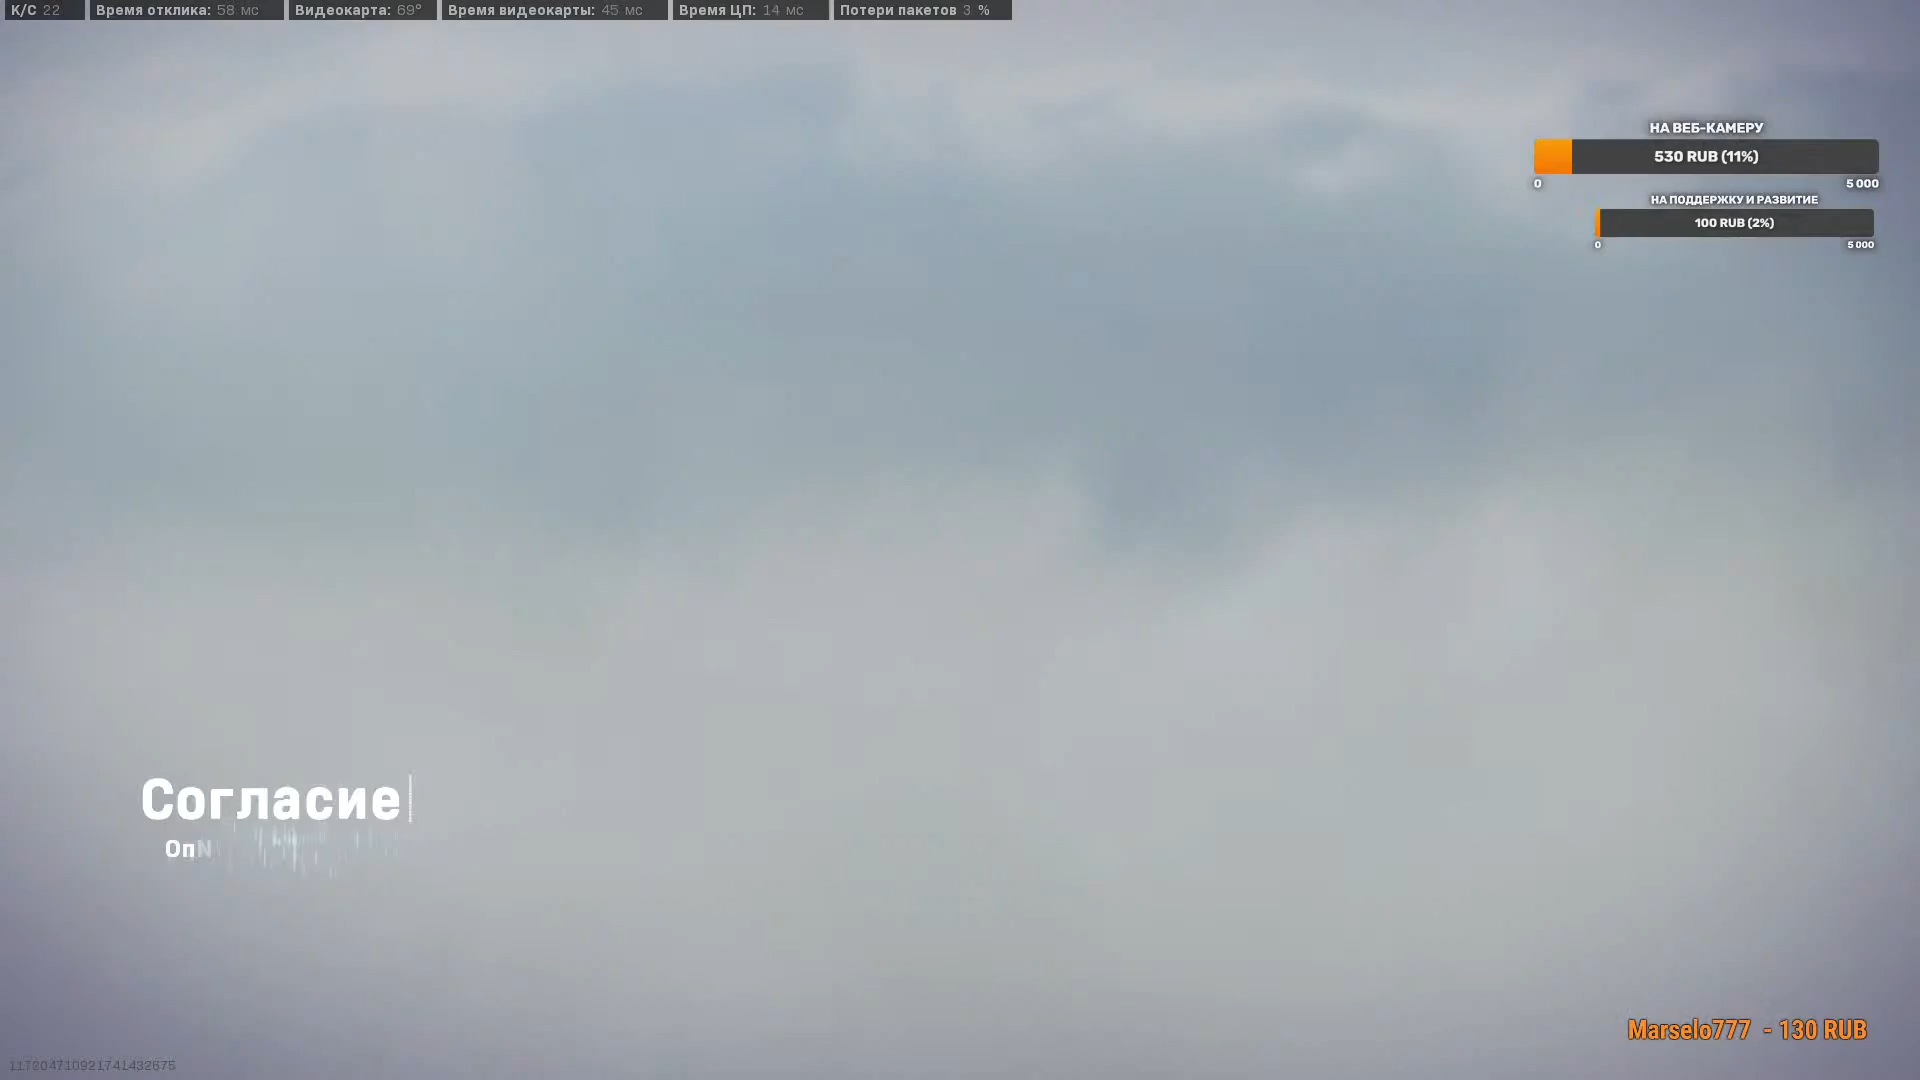 К/С 22 Время отклика: 58 мс Видеокарта: 69° Время видеокарты: 45 мс Время ЦП: 14 мс Потери пакетов 3 %
НА ВЕБ-КАМЕРУ
530 RUB (11%)
0 5 000
НА ПОДДЕРЖКУ И РАЗВИТИЕ
100 RUB (2%)
0 5 000
Согласие
ОпN
Marselo777 - 130 RUB